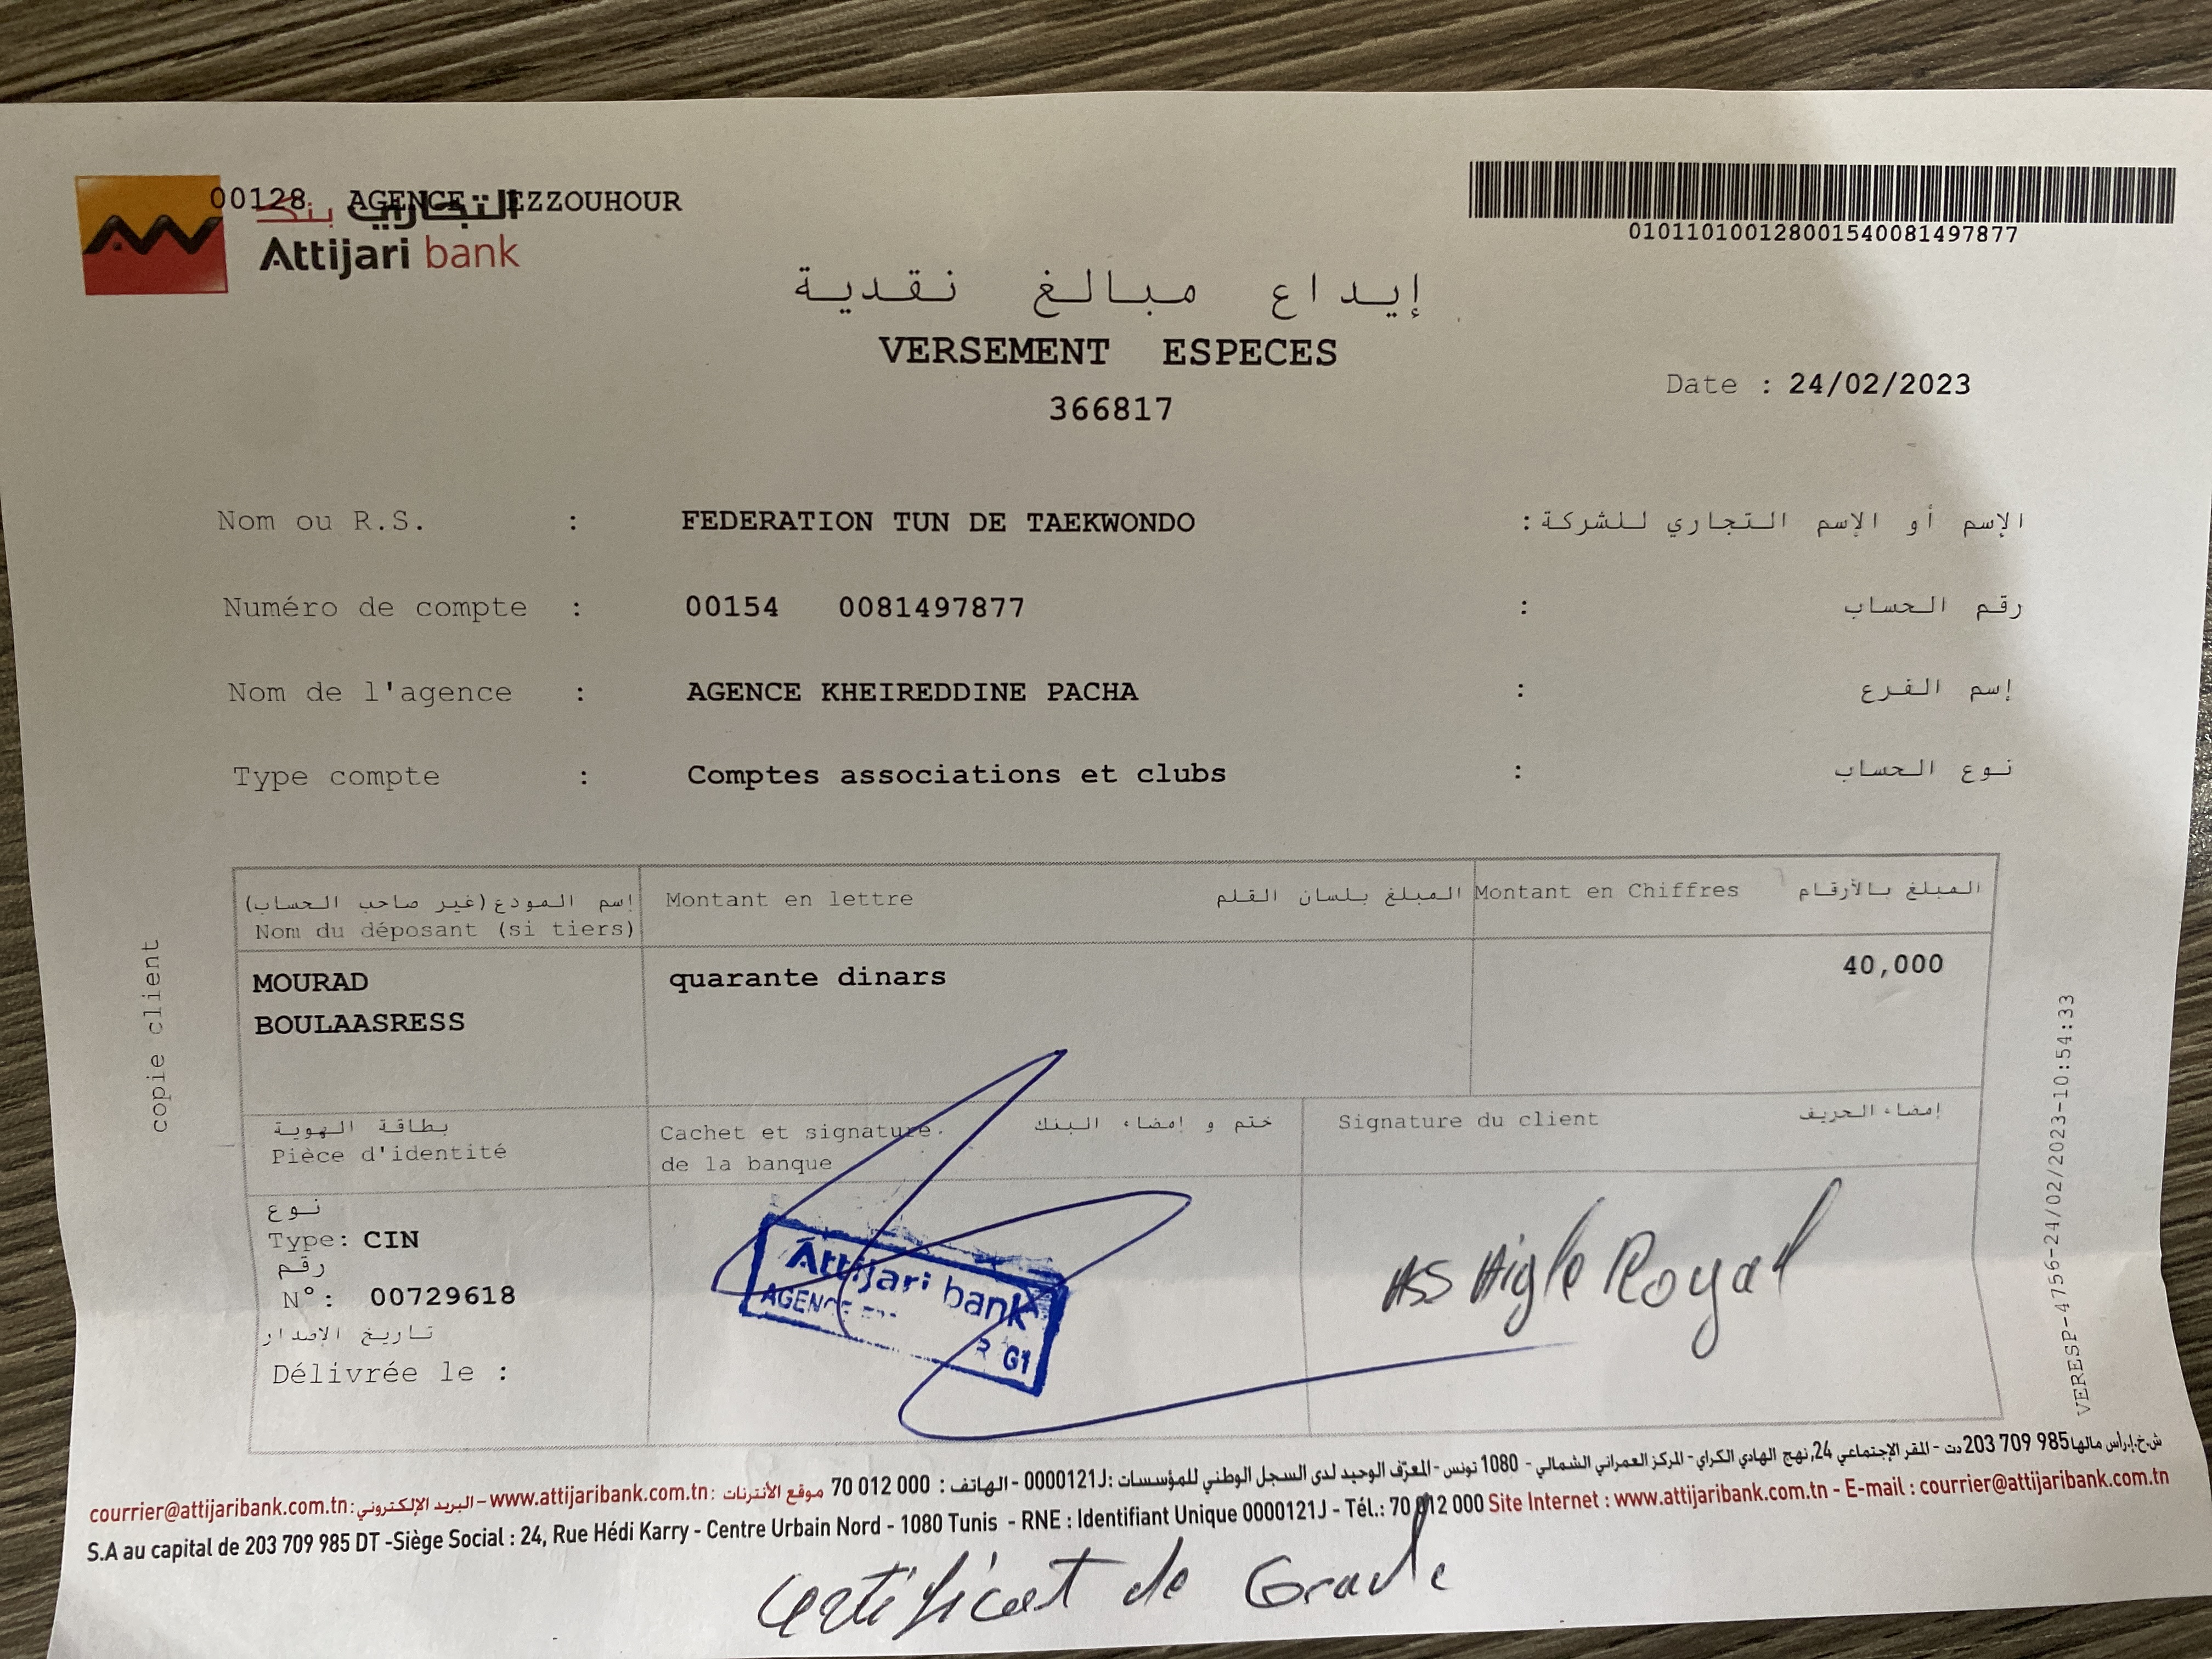 00128 AGENCE EZZOUHOUR
التجاري بنك
Attijari bank
010110100128001540081497877
إيداع مبالغ نقدية
VERSEMENT ESPECES
366817
Date : 24/02/2023
Nom ou R.S. : FEDERATION TUN DE TAEKWONDO : الإسم أو الإسم التجاري للشركة
Numéro de compte : 00154 0081497877 : رقم الحساب
Nom de l'agence : AGENCE KHEIREDDINE PACHA : إسم الفرع
Type compte : Comptes associations et clubs : نوع الحساب
إسم المودع (غير صاحب الحساب)
Nom du déposant (si tiers)
Montant en lettre المبلغ بلسان القلم
Montant en Chiffres المبلغ بالأرقام
MOURAD
BOULAASRESS
quarante dinars
40,000
بطاقة الهوية
Pièce d'identité
Cachet et signature ختم و إمضاء البنك
de la banque
Signature du client إمضاء الحريف
نوع
Type: CIN
رقم
N°: 00729618
تاريخ الإصدار
Délivrée le :
Attijari bank
AGENCE
G1
ASS Aigle Royal
copie client
VERESP-4756-24/02/2023-10:54:33
ش.خ.إ.رأس مالها 985 709 203 دت - المقر الإجتماعي 24, نهج الهادي الكراي - المركز العمراني الشمالي - 1080 تونس - المعرّف الوحيد لدى السجل الوطني للمؤسسات : 0000121J - الهاتف : 70 012 000 موقع الأنترنات : www.attijaribank.com.tn - البريد الإلكتروني : courrier@attijaribank.com.tn
S.A au capital de 203 709 985 DT -Siège Social : 24, Rue Hédi Karry - Centre Urbain Nord - 1080 Tunis - RNE : Identifiant Unique 0000121J - Tél.: 70 012 000 Site Internet : www.attijaribank.com.tn - E-mail : courrier@attijaribank.com.tn
Certificat de Grade